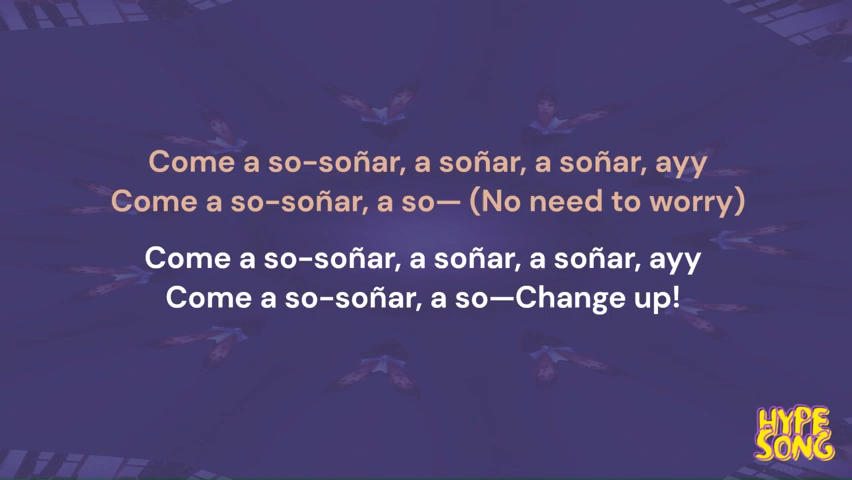 Come a so-soñar, a soñar, a soñar, ayy
Come a so-soñar, a so— (No need to worry)
Come a so-soñar, a soñar, a soñar, ayy
Come a so-soñar, a so—Change up!
HYPE
SONG